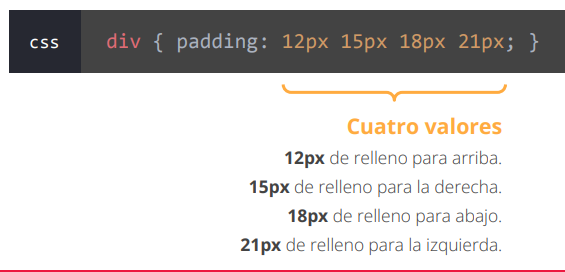 css div { padding: 12px 15px 18px 21px; }
Cuatro valores
12px de relleno para arriba.
15px de relleno para la derecha.
18px de relleno para abajo.
21px de relleno para la izquierda.